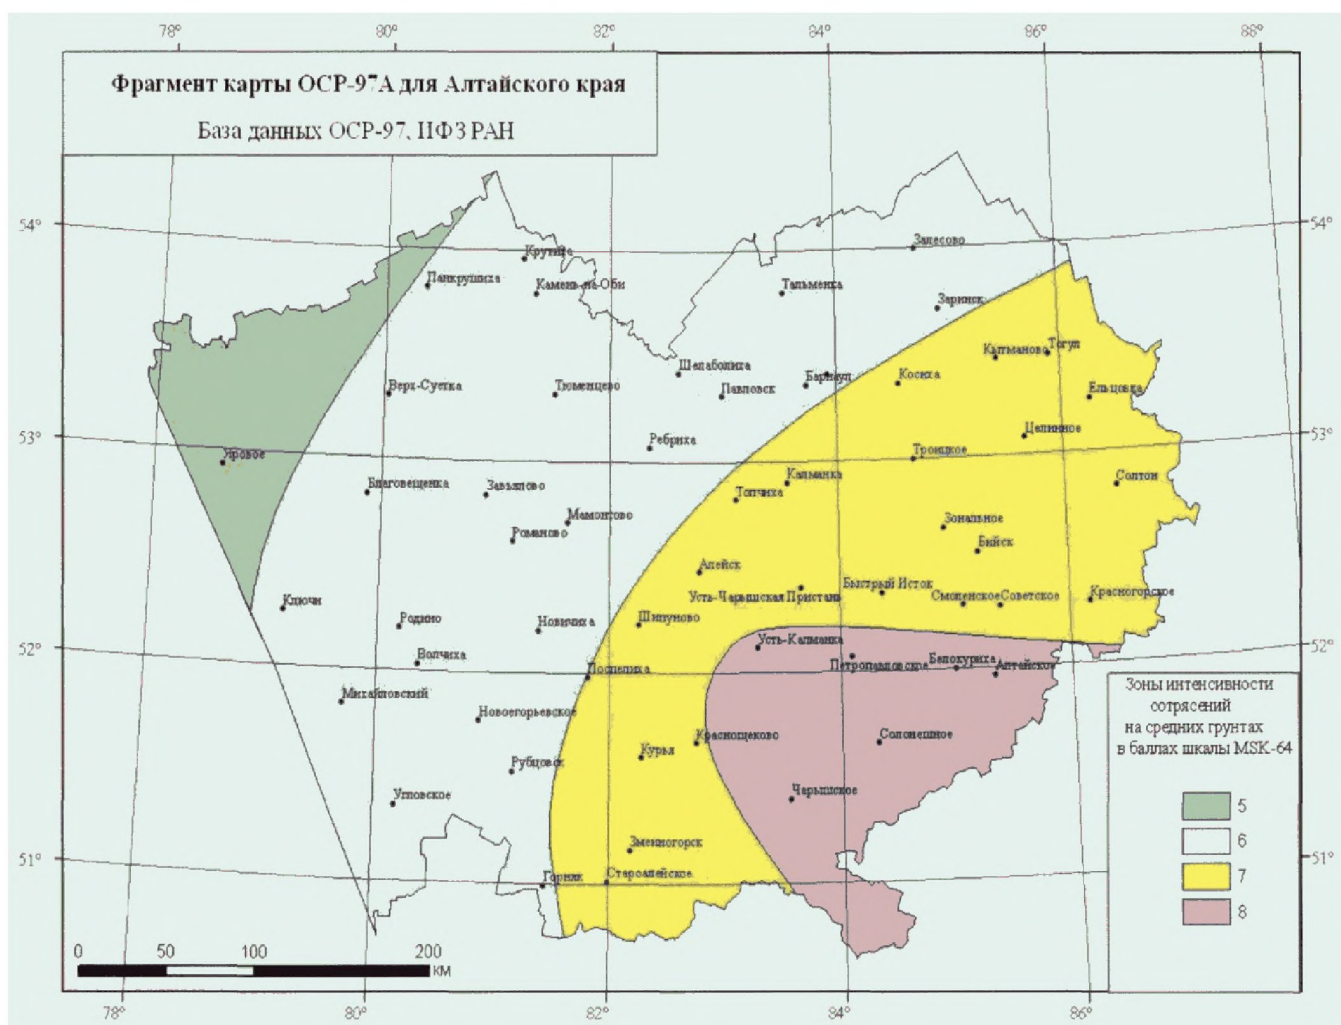 78° 80° 82° 84° 86° 88°
Фрагмент карты ОСР-97А для Алтайского края
База данных ОСР-97, ИФЗ РАН
54° 54°
Залесово
Крутиха
Панкрушиха Камень-на-Оби Тальменка
Заринск
Кытманово Тогул
Шелаболиха
Верх-Суетка Тюменцево Павловск Барнаул Косиха Ельцовка
53° 53°
Целинное
Ребриха
Яровое Троицкое
Калманка Солтон
Благовещенка Завьялово Топчиха
Мамонтово Зональное
Романово Бийск
Алейск
Быстрый Исток
Усть-Чарышская Пристань Смоленское Советское Красногорское
Ключи
Родино Новичиха Шипуново
52° Усть-Калманка 52°
Волчиха Петропавловское Белокуриха Алтайское
Поспелиха
Михайловский
Новоегорьевское
Краснощеково Солонешное
Курья
Рубцовск
Угловское Чарышское
51° Змеиногорск 51°
Горняк Староалейское
Зоны интенсивности
сотрясений
на средних грунтах
в баллах шкалы MSK-64
5
6
7
8
0 50 100 200
км
78° 80° 82° 84° 86°